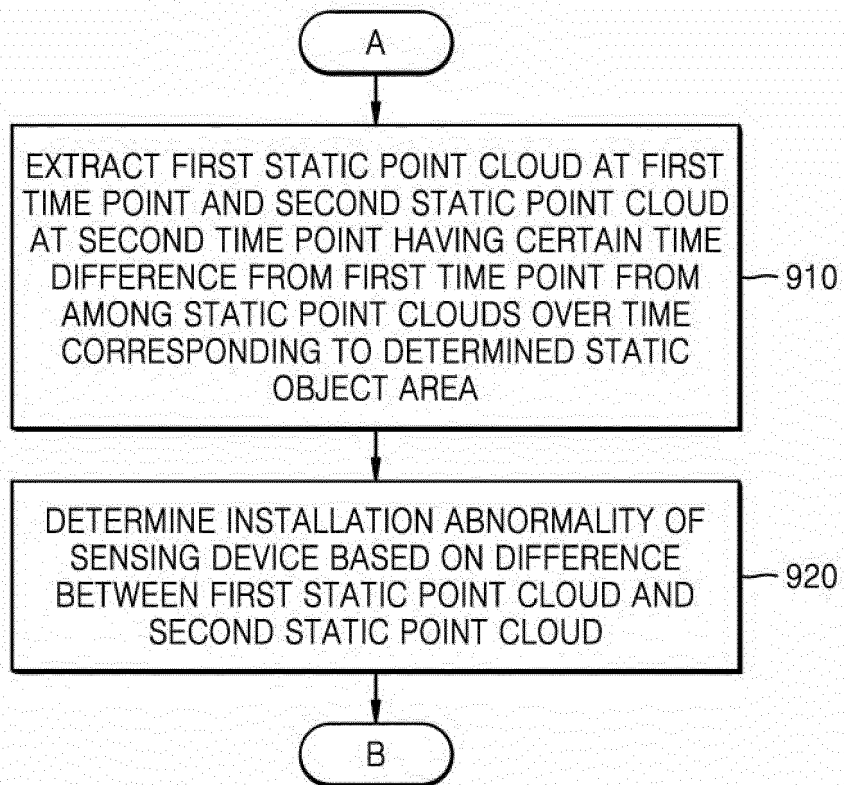 A
EXTRACT FIRST STATIC POINT CLOUD AT FIRST
TIME POINT AND SECOND STATIC POINT CLOUD
AT SECOND TIME POINT HAVING CERTAIN TIME
DIFFERENCE FROM FIRST TIME POINT FROM
AMONG STATIC POINT CLOUDS OVER TIME
CORRESPONDING TO DETERMINED STATIC
OBJECT AREA
910
DETERMINE INSTALLATION ABNORMALITY OF
SENSING DEVICE BASED ON DIFFERENCE
BETWEEN FIRST STATIC POINT CLOUD AND
SECOND STATIC POINT CLOUD
920
B